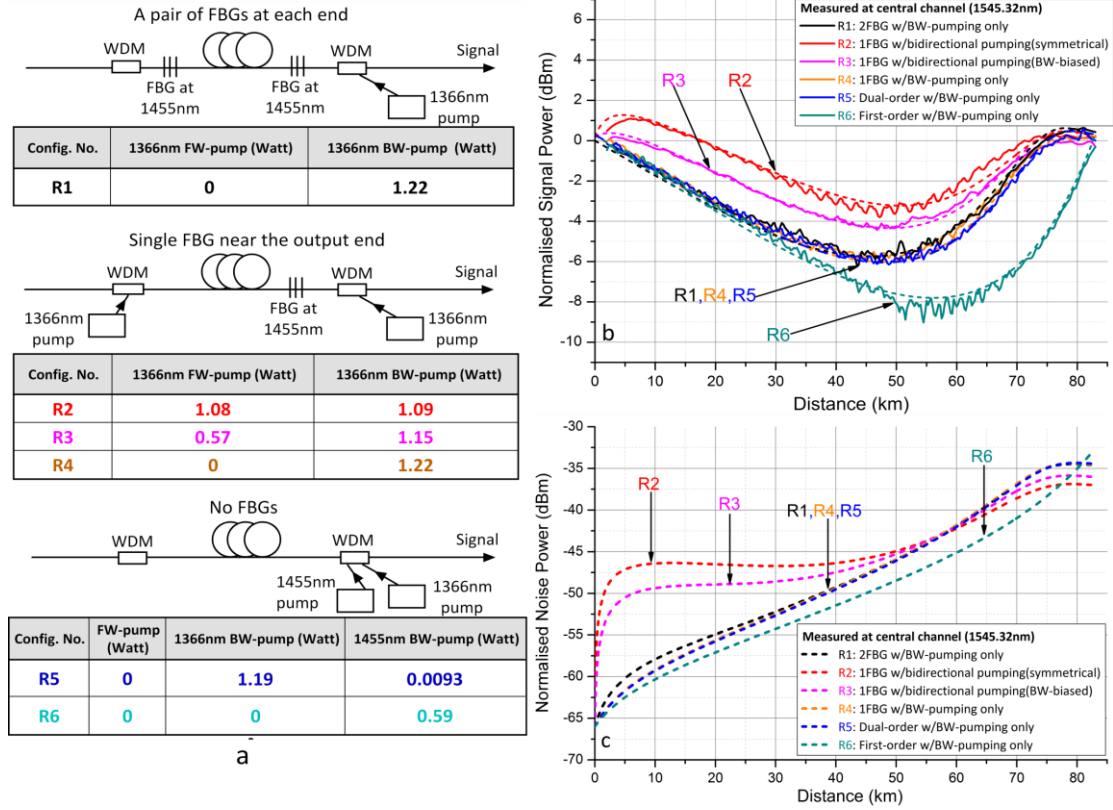 A pair of FBGs at each end
WDM
WDM
Signal
FBG at
1455nm
FBG at
1455nm
1366nm
pump
Config. No. 1366nm FW-pump (Watt) 1366nm BW-pump (Watt)
R1 0 1.22
Single FBG near the output end
WDM
WDM
Signal
1366nm
pump
FBG at
1455nm
1366nm
pump
Config. No. 1366nm FW-pump (Watt) 1366nm BW-pump (Watt)
R2 1.08 1.09
R3 0.57 1.15
R4 0 1.22
No FBGs
WDM
WDM
Signal
1455nm
pump
1366nm
pump
Config. No. FW-pump (Watt) 1366nm BW-pump (Watt) 1455nm BW-pump (Watt)
R5 0 1.19 0.0093
R6 0 0 0.59
a
Normalised Signal Power (dBm)
6
4
2
0
-2
-4
-6
-8
-10
Measured at central channel (1545.32nm)
R1: 2FBG w/BW-pumping only
R2: 1FBG w/bidirectional pumping(symmetrical)
R3: 1FBG w/bidirectional pumping(BW-biased)
R4: 1FBG w/BW-pumping only
R5: Dual-order w/BW-pumping only
R6: First-order w/BW-pumping only
R3
R2
R1,R4,R5
R6
b
0 10 20 30 40 50 60 70 80
Distance (km)
Normalised Noise Power (dBm)
-30
-35
-40
-45
-50
-55
-60
-65
-70
R2
R3
R1,R4,R5
R6
Measured at central channel (1545.32nm)
R1: 2FBG w/BW-pumping only
R2: 1FBG w/bidirectional pumping(symmetrical)
R3: 1FBG w/bidirectional pumping(BW-biased)
R4: 1FBG w/BW-pumping only
R5: Dual-order w/BW-pumping only
R6: First-order w/BW-pumping only
c
0 10 20 30 40 50 60 70 80
Distance (km)